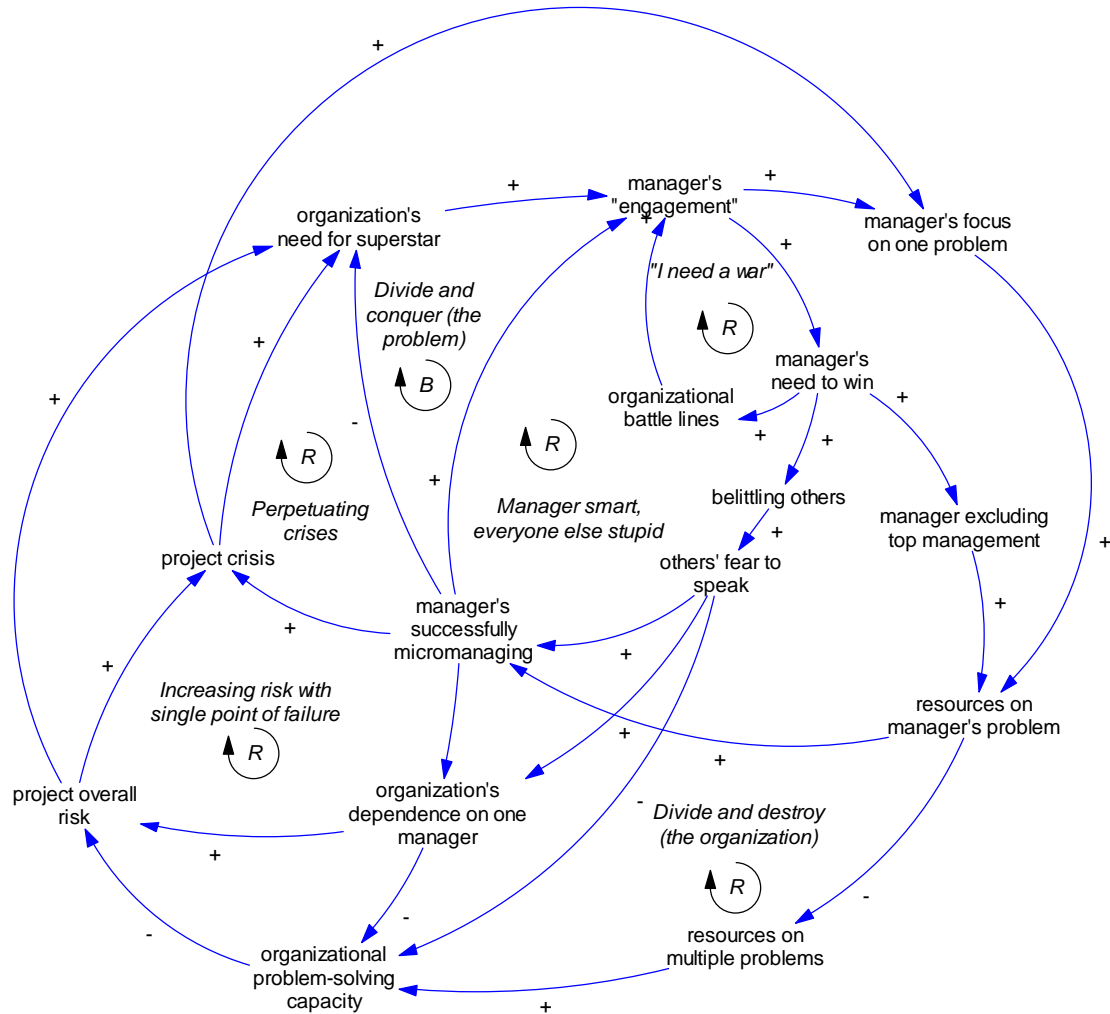 +
manager's
"engagement"
+
+
+
manager's focus
on one problem
organization's
need for superstar
+
"I need a war"
R
Divide and
conquer (the
problem)
B
+
manager's
need to win
+
organizational
battle lines
+
+
+
-
R
R
+
Perpetuating
crises
Manager smart,
everyone else stupid
belittling others
+
manager excluding
top management
+
project crisis
others' fear to
speak
+
manager's
successfully
micromanaging
+
+
+
Increasing risk with
single point of failure
R
resources on
manager's problem
+
+
project overall
risk
organization's
dependence on one
manager
-
Divide and destroy
(the organization)
R
+
-
-
-
organizational
problem-solving
capacity
resources on
multiple problems
+